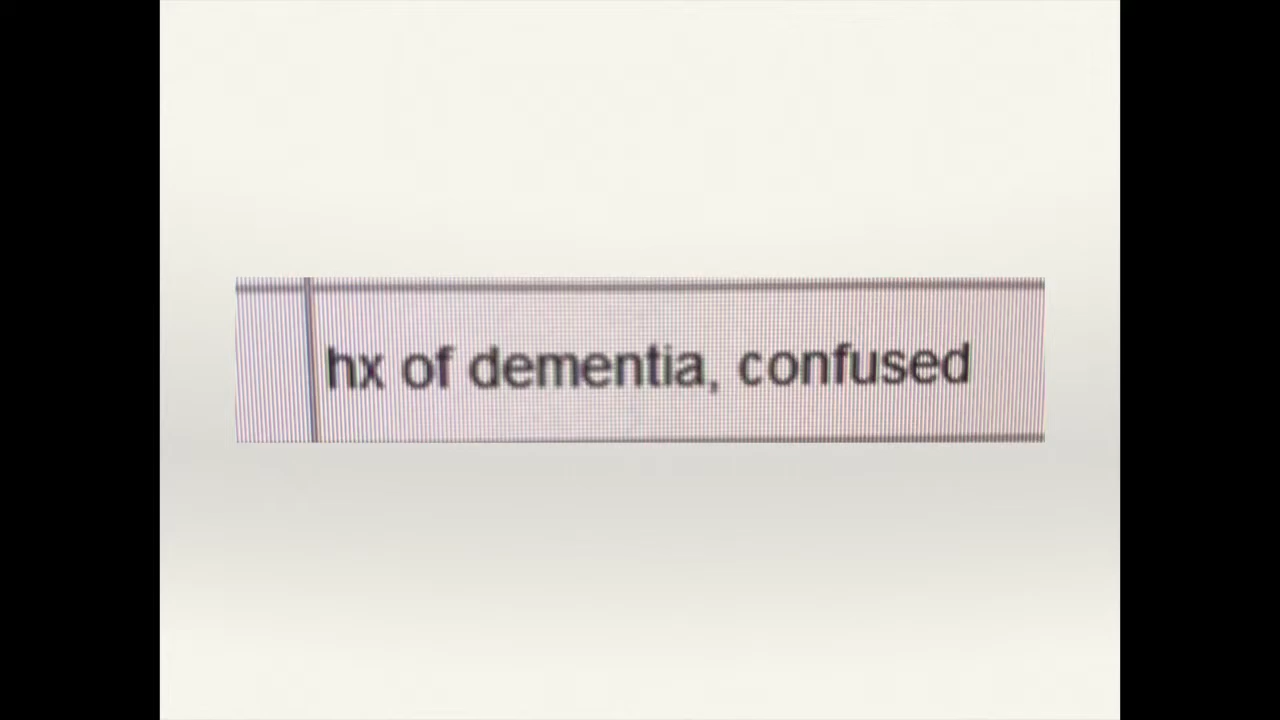 hx of dementia, confused